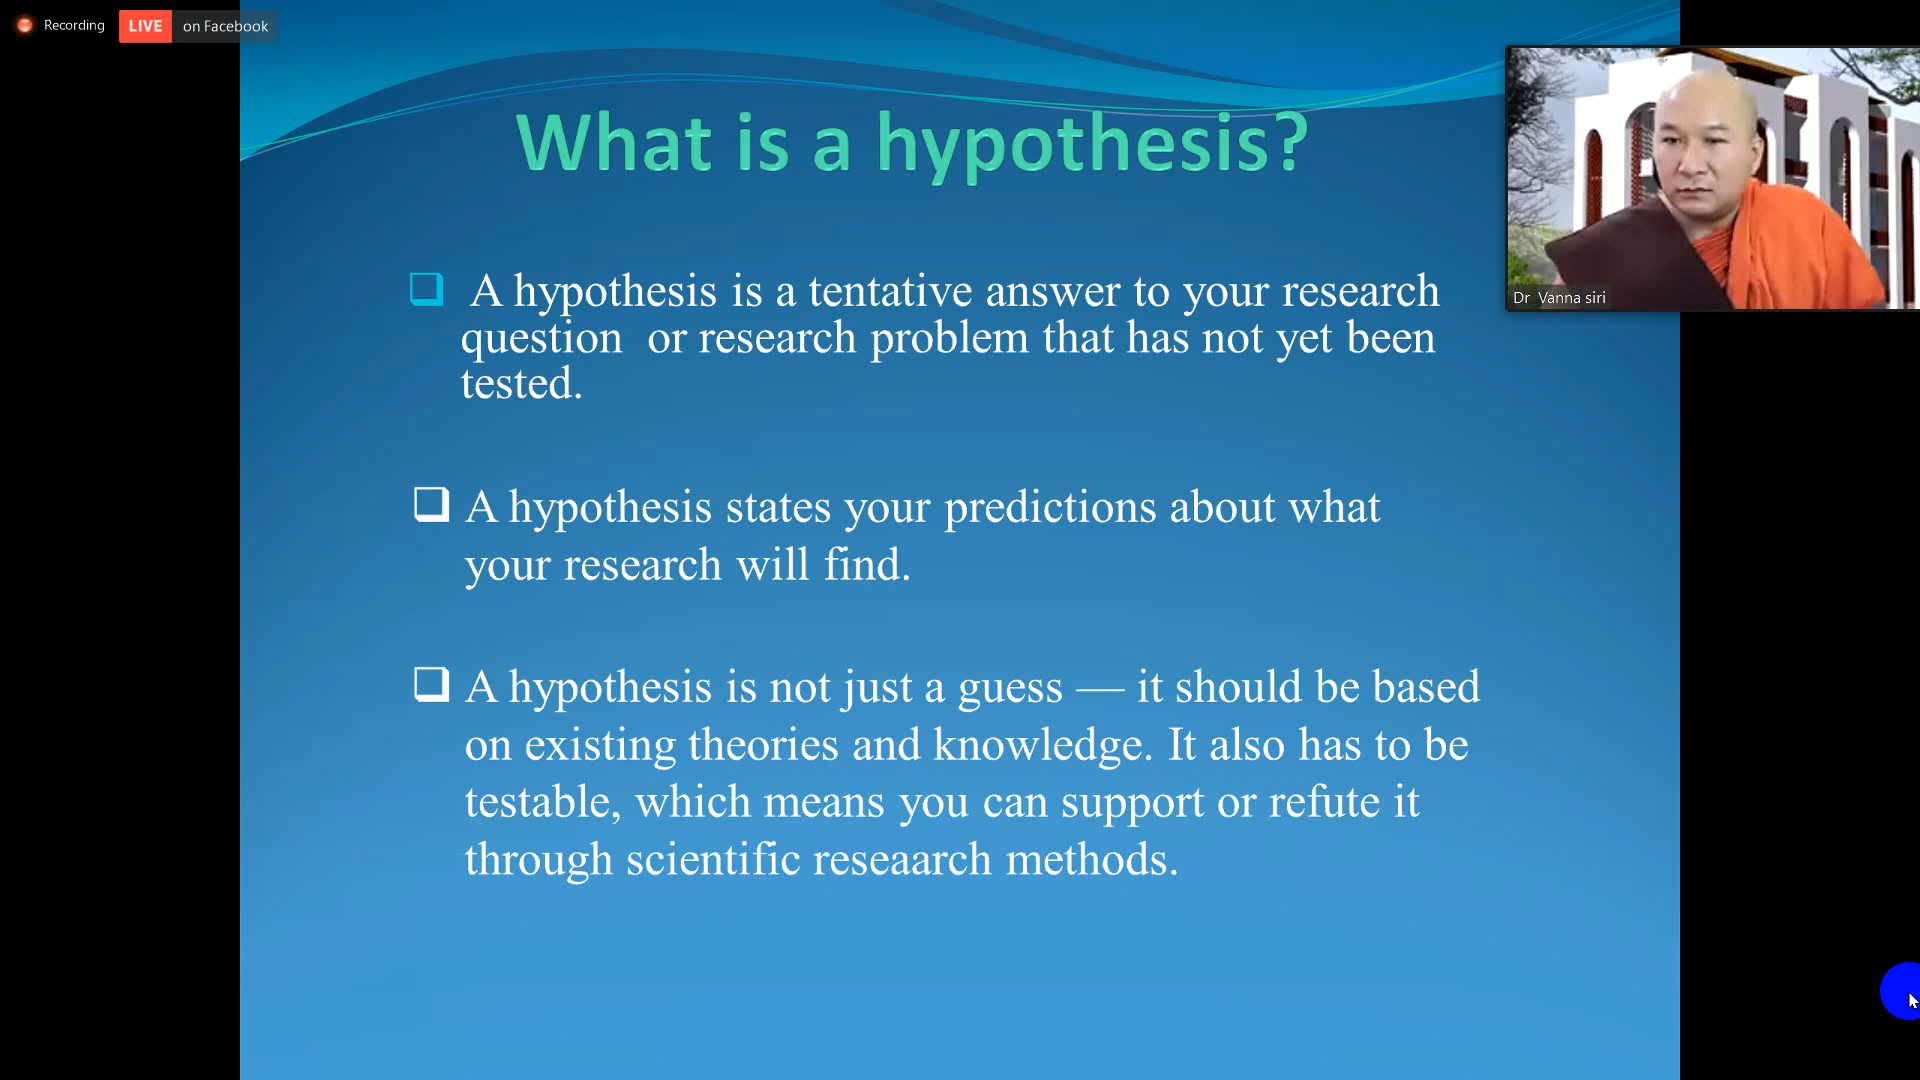 Recording LIVE on Facebook
What is a hypothesis?
A hypothesis is a tentative answer to your research
question or research problem that has not yet been
tested.
A hypothesis states your predictions about what
your research will find.
A hypothesis is not just a guess — it should be based
on existing theories and knowledge. It also has to be
testable, which means you can support or refute it
through scientific reseaarch methods.
Dr Vanna siri